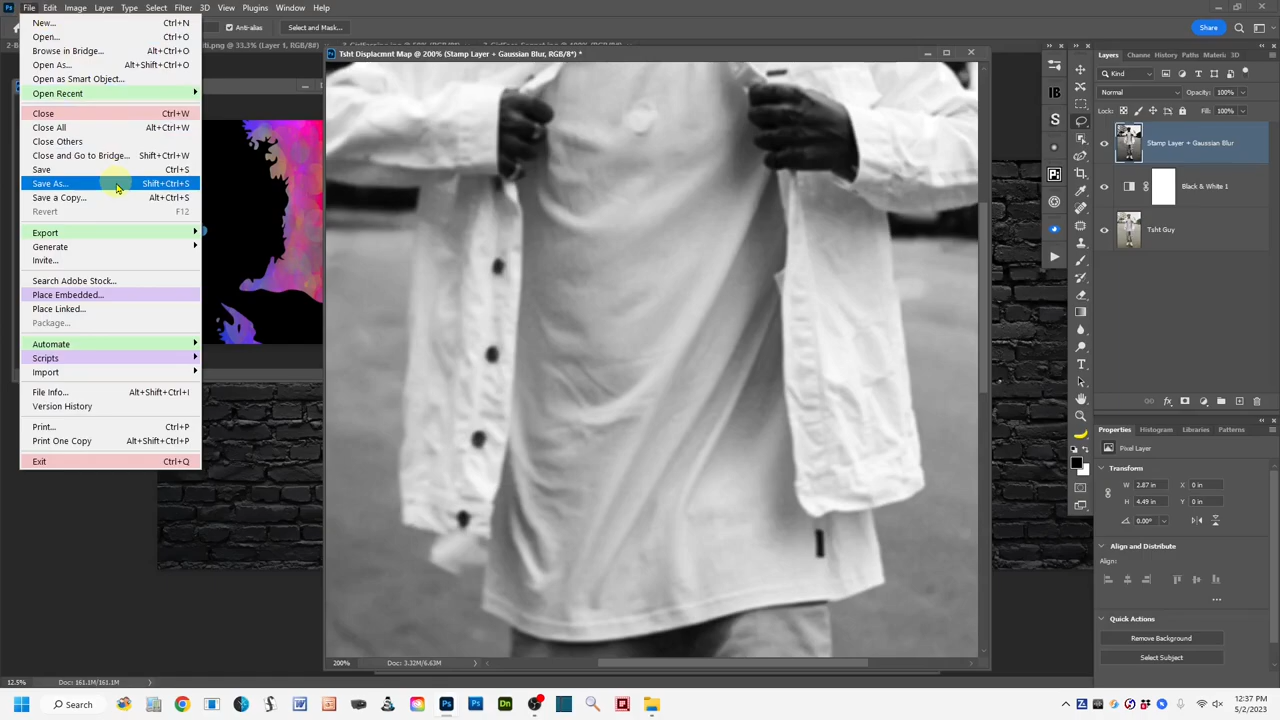 File Edit Image Layer Type Select Filter 3D View Plugins Window Help
Anti-alias Select and Mask... Share
Tsht Displacmnt Map @ 200% (Stamp Layer + Gaussian Blur, RGB/8#) *
New... Ctrl+N
Open... Ctrl+O
Browse in Bridge... Alt+Ctrl+O
Open As... Alt+Shift+Ctrl+O
Open as Smart Object...
Open Recent
Close Ctrl+W
Close All Alt+Ctrl+W
Close Others
Close and Go to Bridge... Shift+Ctrl+W
Save Ctrl+S
Save As... Shift+Ctrl+S
Save a Copy... Alt+Ctrl+S
Revert F12
Export
Generate
Invite...
Search Adobe Stock...
Place Embedded...
Place Linked...
Package...
Automate
Scripts
Import
File Info... Alt+Shift+Ctrl+I
Version History
Print... Ctrl+P
Print One Copy Alt+Shift+Ctrl+P
Exit Ctrl+Q
Layers Channe History Paths Materia 3D
Kind
Normal Opacity: 100%
Lock: Fill: 100%
Stamp Layer + Gaussian Blur
Black & White 1
Tsht Guy
Properties Histogram Libraries Patterns
Pixel Layer
Transform
W 2.87 in X 0 in
H 4.49 in Y 0 in
0.00°
Align and Distribute
Align:
Quick Actions
Remove Background
Select Subject
200% Doc: 3.32M/6.63M
12.5% Doc: 161.1M/161.1M
Search
12:37 PM
5/2/2023